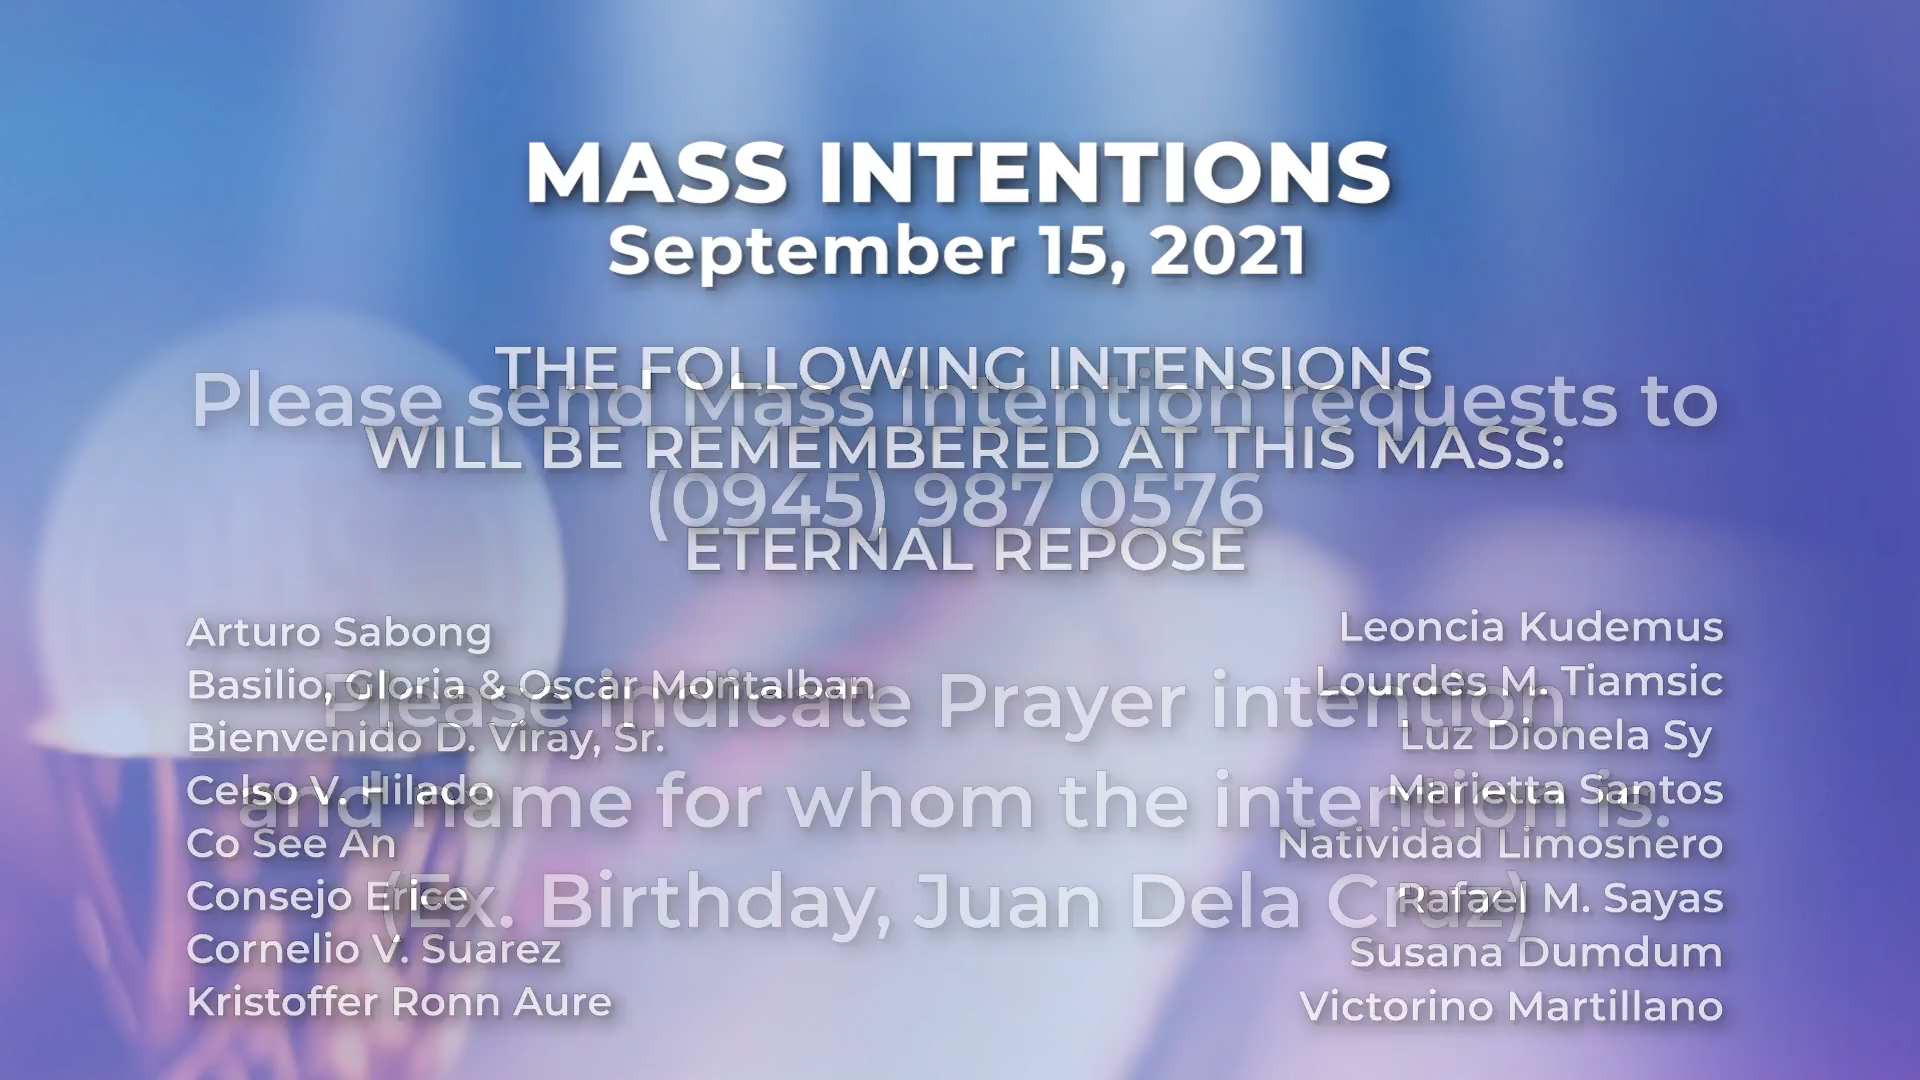 MASS INTENTIONS
September 15, 2021
THE FOLLOWING INTENSIONS
WILL BE REMEMBERED AT THIS MASS:
ETERNAL REPOSE
Arturo Sabong
Basilio, Gloria & Oscar Montalban
Bienvenido D. Viray, Sr.
Celso V. Hilado
Co See An
Consejo Erice
Cornelio V. Suarez
Kristoffer Ronn Aure
Leoncia Kudemus
Lourdes M. Tiamsic
Luz Dionela Sy
Marietta Santos
Natividad Limosnero
Rafael M. Sayas
Susana Dumdum
Victorino Martillano
Please send Mass intention requests to
(0945) 987 0576
Please indicate Prayer intention
and name for whom the intention is.
(Ex. Birthday, Juan Dela Cruz)